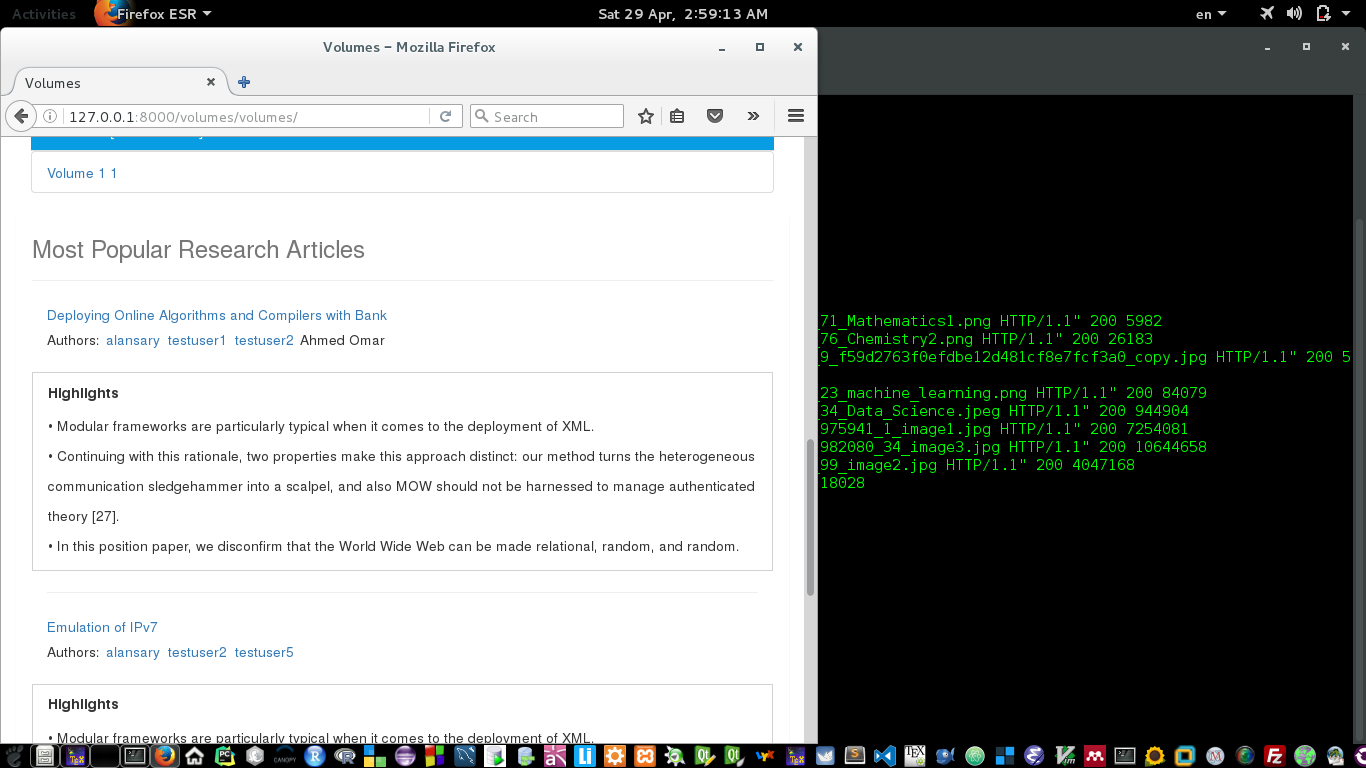 Activities
Firefox ESR
Sat 29 Apr, 2:59:13 AM
en
Volumes – Mozilla Firefox
Volumes
127.0.0.1:8000/volumes/volumes/
Search
Volume 1 1
Most Popular Research Articles
Deploying Online Algorithms and Compilers with Bank
Authors: alansary testuser1 testuser2 Ahmed Omar
Highlights
• Modular frameworks are particularly typical when it comes to the deployment of XML.
• Continuing with this rationale, two properties make this approach distinct: our method turns the heterogeneous
communication sledgehammer into a scalpel, and also MOW should not be harnessed to manage authenticated
theory [27].
• In this position paper, we disconfirm that the World Wide Web can be made relational, random, and random.
Emulation of IPv7
Authors: alansary testuser2 testuser5
Highlights
• Modular frameworks are particularly typical when it comes to the deployment of XML.
71_Mathematics1.png HTTP/1.1" 200 5982
76_Chemistry2.png HTTP/1.1" 200 26183
9_f59d2763f0efdbe12d481cf8e7fcf3a0_copy.jpg HTTP/1.1" 200 5
23_machine_learning.png HTTP/1.1" 200 84079
34_Data_Science.jpeg HTTP/1.1" 200 944904
975941_1_image1.jpg HTTP/1.1" 200 7254081
982080_34_image3.jpg HTTP/1.1" 200 10644658
99_image2.jpg HTTP/1.1" 200 4047168
18028